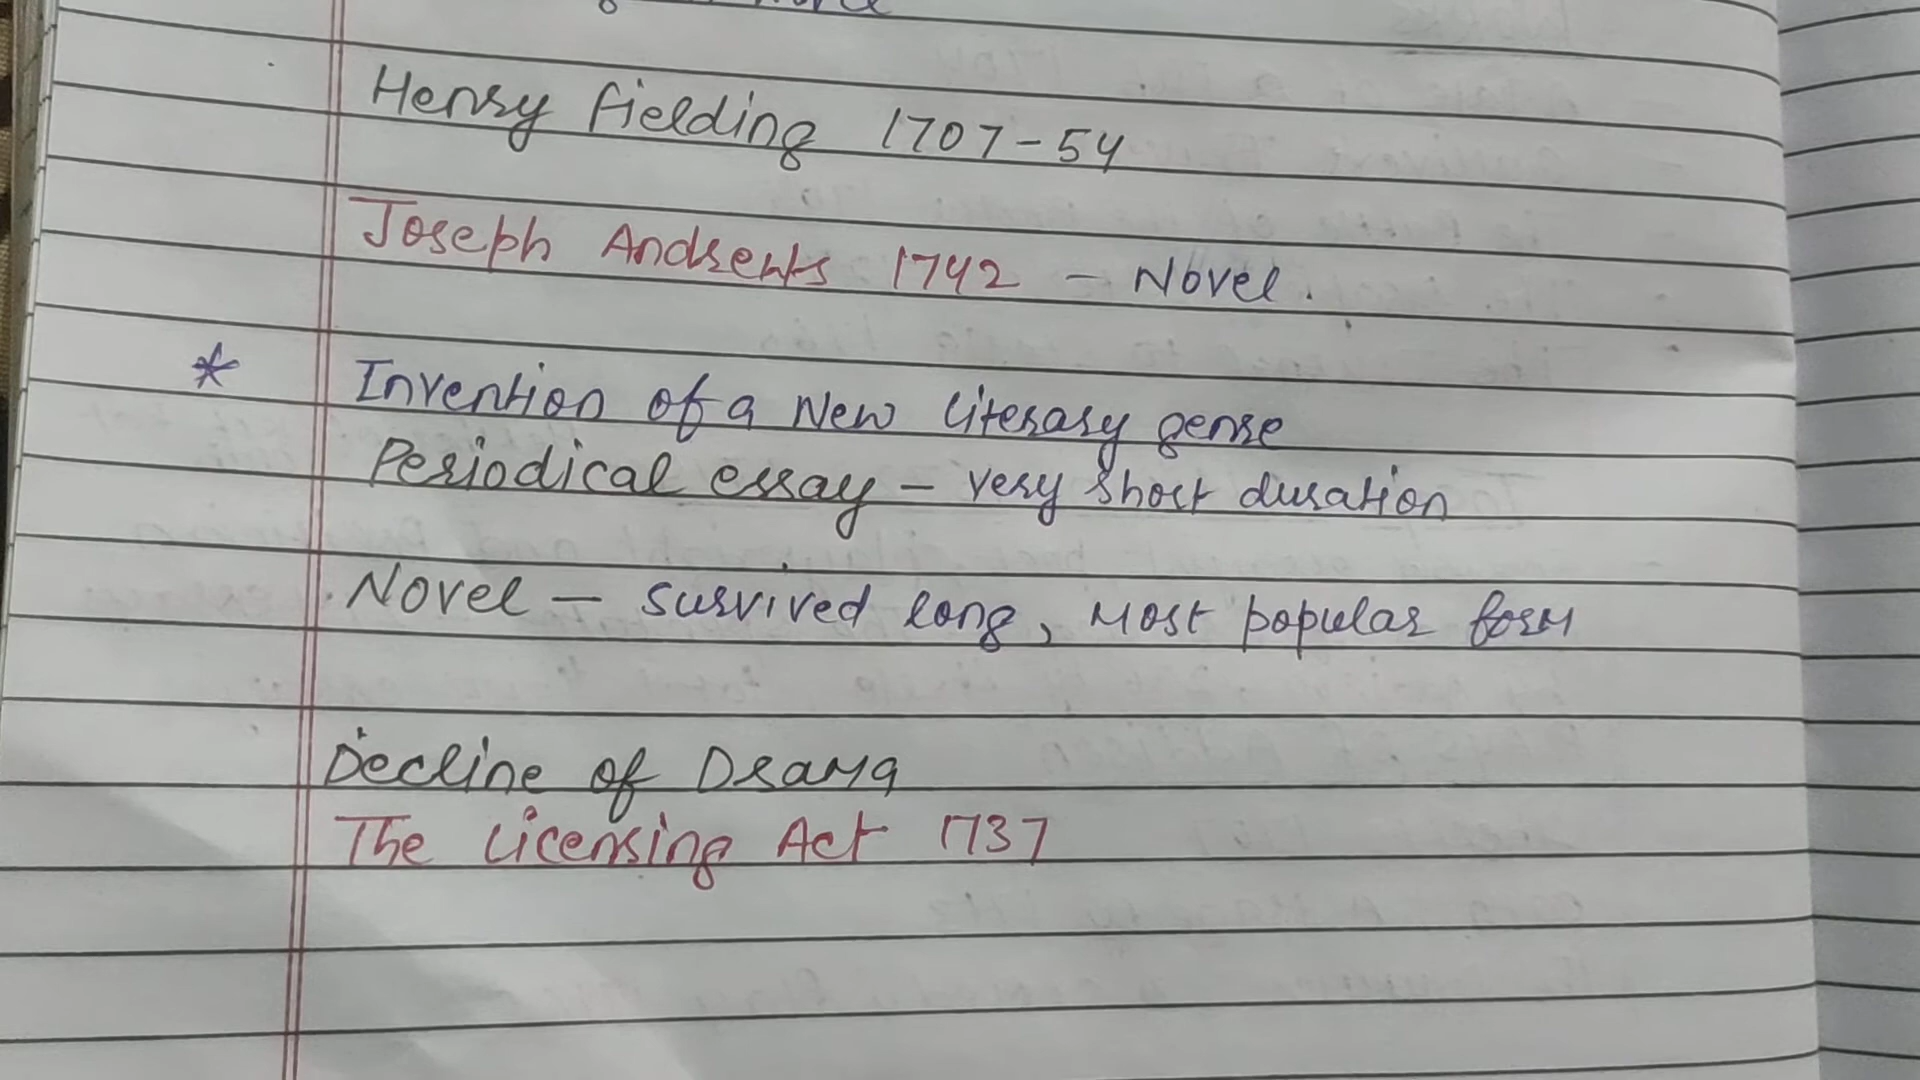 Henry Fielding 1707-54
Joseph Andrews 1742 - Novel.
* Invention of a New literary genre
Periodical essay - very short duration
Novel - survived long, Most popular form
Decline of Drama
The Licensing Act 1737